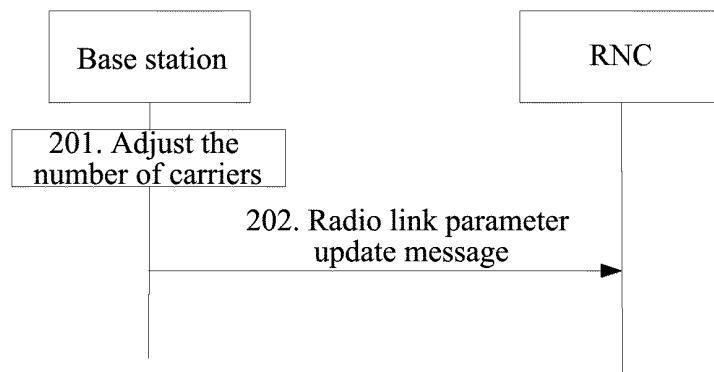 Base station
RNC
201. Adjust the
number of carriers
202. Radio link parameter
update message